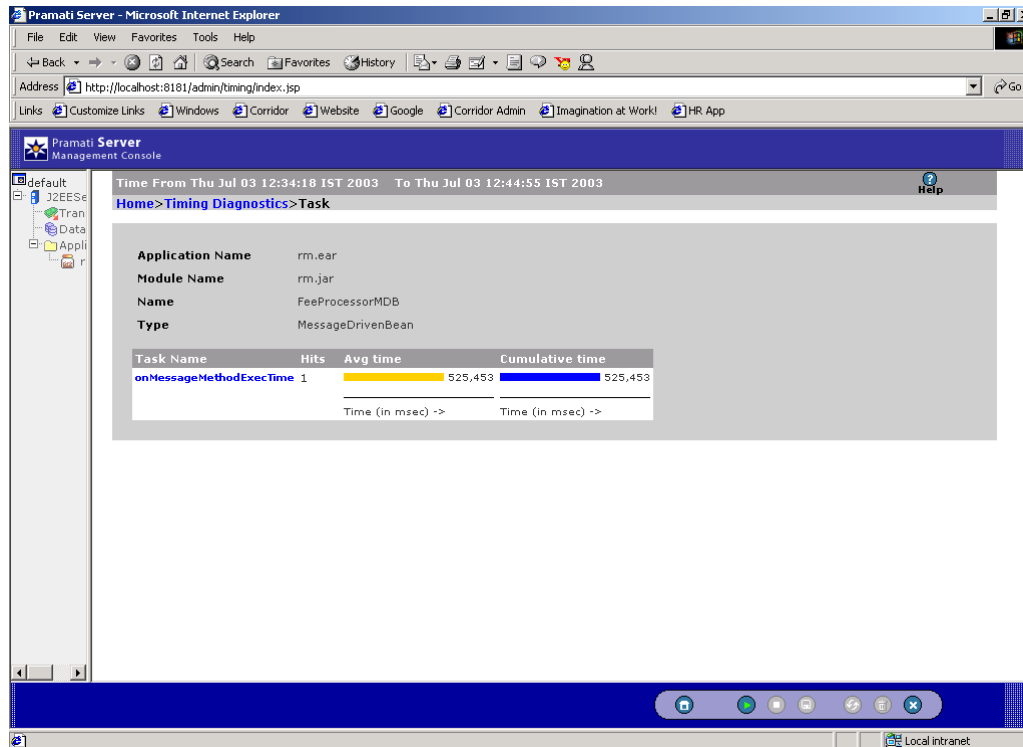 Pramati Server - Microsoft Internet Explorer
File Edit View Favorites Tools Help
Back Search Favorites History
Address http://localhost:8181/admin/timing/index.jsp Go
Links Customize Links Windows Corridor Website Google Corridor Admin Imagination at Work! HR App
Pramati Server
Management Console
default
J2EESe
Tran
Data
Appli
r
Time From Thu Jul 03 12:34:18 IST 2003 To Thu Jul 03 12:44:55 IST 2003
Help
Home>Timing Diagnostics>Task
Application Name rm.ear
Module Name rm.jar
Name FeeProcessorMDB
Type MessageDrivenBean
Task Name Hits Avg time Cumulative time
onMessageMethodExecTime 1 525,453 525,453
Time (in msec) -> Time (in msec) ->
Local intranet